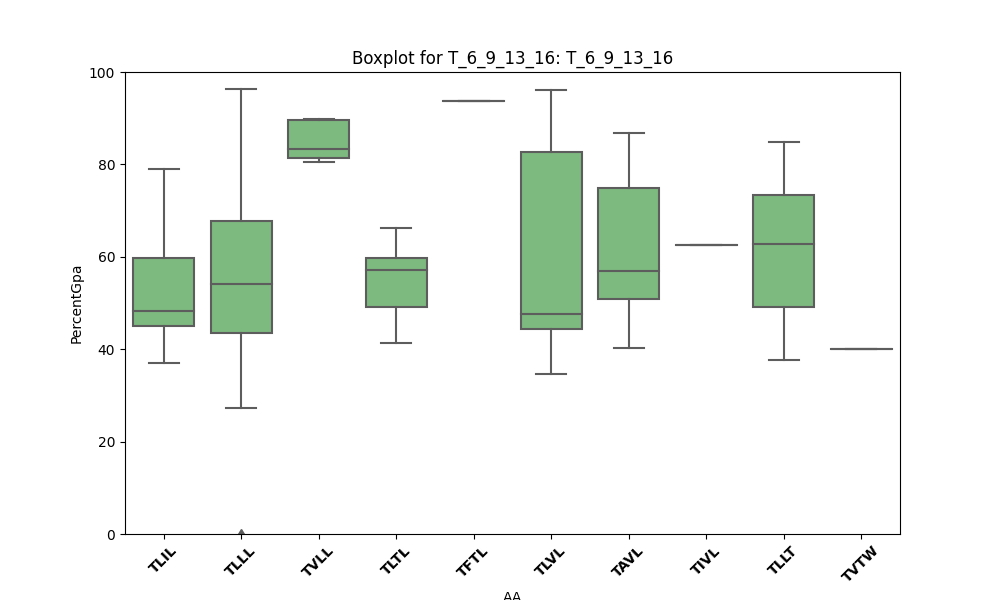 Boxplot for T_6_9_13_16: T_6_9_13_16
100
80
60
40
20
0
PercentGpa
TLIL
TLLL
TVLL
TLTL
TFTL
TLVL
TAVL
TIVL
TLLT
TVTW
AA